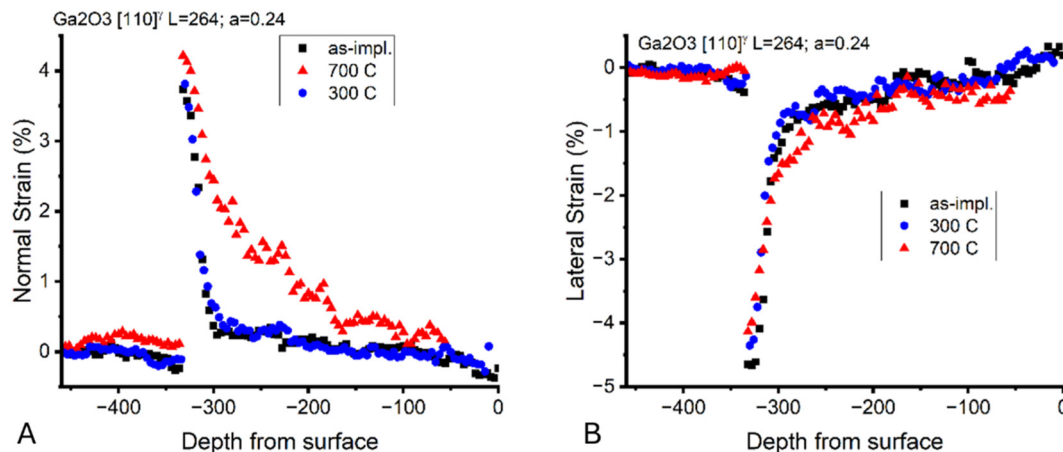 Ga2O3 [110]ᵞ L=264; a=0.24
as-impl.
700 C
300 C
Normal Strain (%)
4
3
2
1
0
−400
−300
−200
−100
0
Depth from surface
A
Ga2O3 [110]ᵞ L=264; a=0.24
as-impl.
300 C
700 C
Lateral Strain (%)
0
−1
−2
−3
−4
−5
−400
−300
−200
−100
0
Depth from surface
B